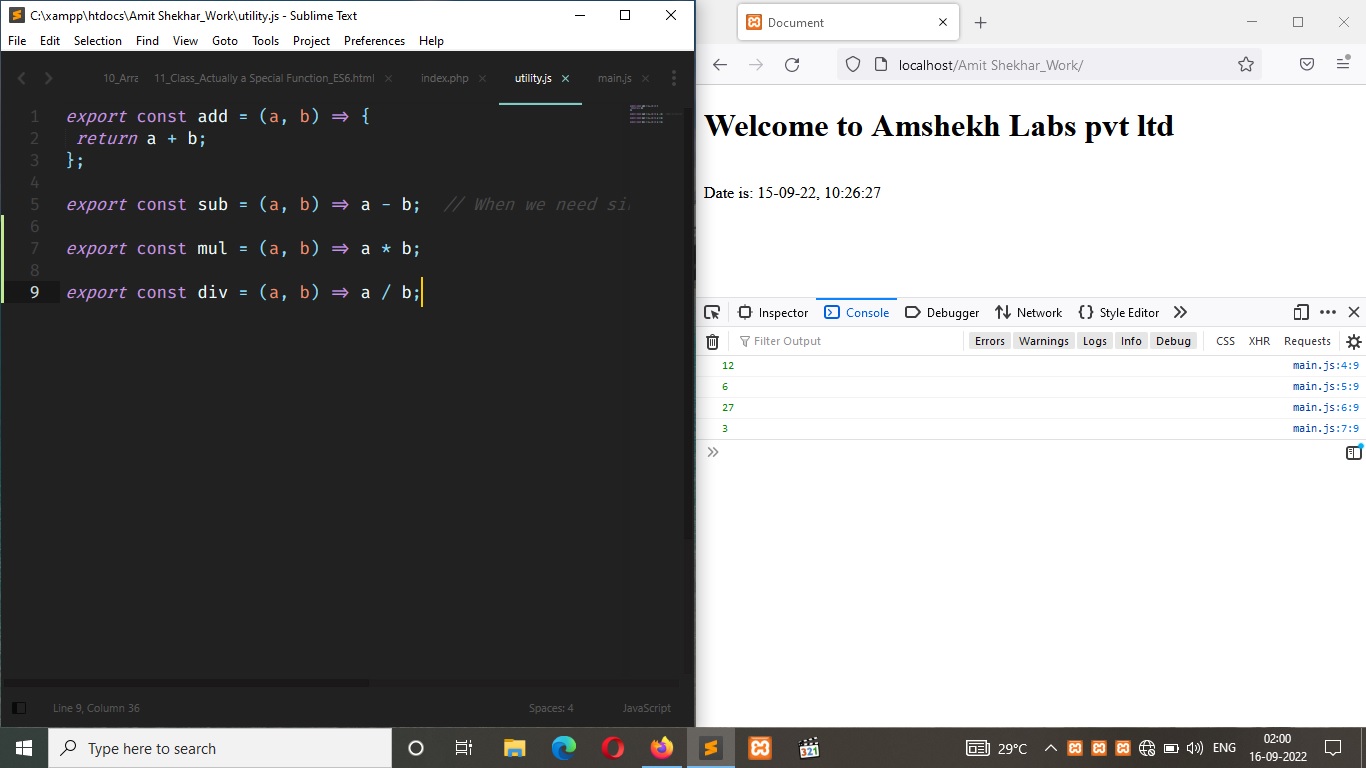 C:\xampp\htdocs\Amit Shekhar_Work\utility.js - Sublime Text
File Edit Selection Find View Goto Tools Project Preferences Help
10_Arra 11_Class_Actually a Special Function_ES6.html index.php utility.js main.js
1 export const add = (a, b) => {
2 return a + b;
3 };
4
5 export const sub = (a, b) => a - b; // When we need si
6
7 export const mul = (a, b) => a * b;
8
9 export const div = (a, b) => a / b;
Line 9, Column 36 Spaces: 4 JavaScript
Document
localhost/Amit Shekhar_Work/
Welcome to Amshekh Labs pvt ltd
Date is: 15-09-22, 10:26:27
Inspector Console Debugger Network Style Editor
Filter Output Errors Warnings Logs Info Debug CSS XHR Requests
12 main.js:4:9
6 main.js:5:9
27 main.js:6:9
3 main.js:7:9
Type here to search
321
29°C ENG
02:00
16-09-2022